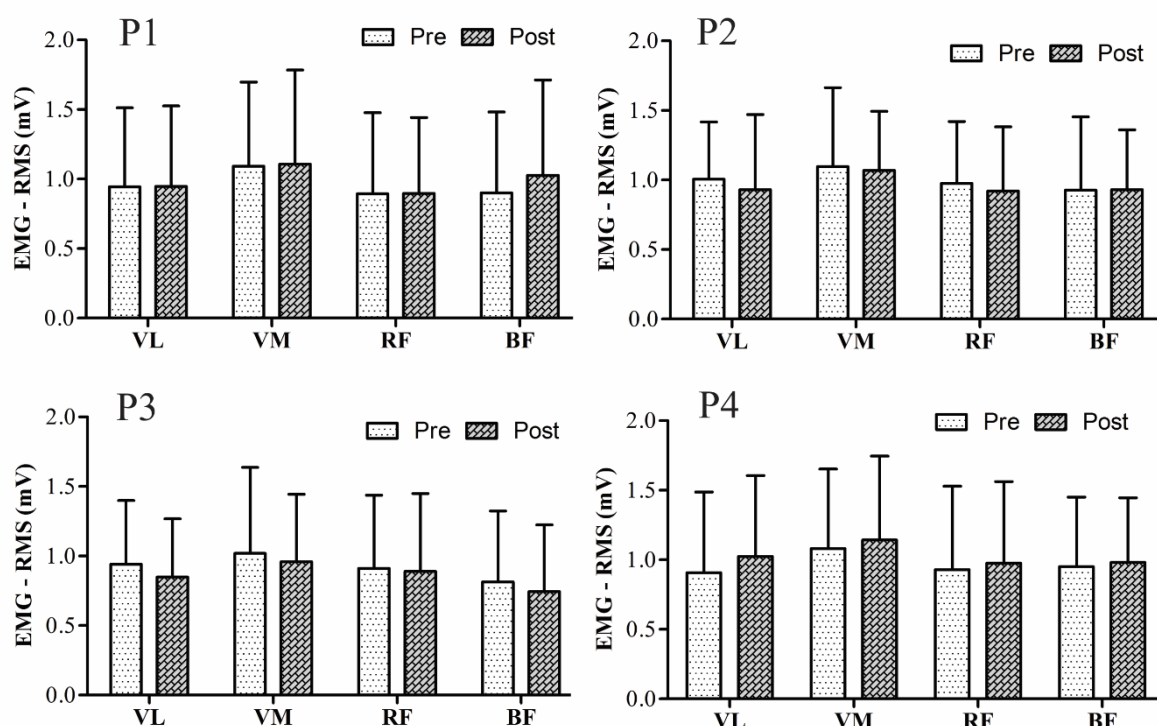 P1
Pre Post
EMG - RMS (mV)
2.0
1.5
1.0
0.5
0.0
VL VM RF BF
P2
Pre Post
EMG - RMS (mV)
2.0
1.5
1.0
0.5
0.0
VL VM RF BF
P3
Pre Post
EMG - RMS (mV)
2.0
1.5
1.0
0.5
0.0
VL VM RF BF
P4
Pre Post
EMG - RMS (mV)
2.0
1.5
1.0
0.5
0.0
VL VM RF BF